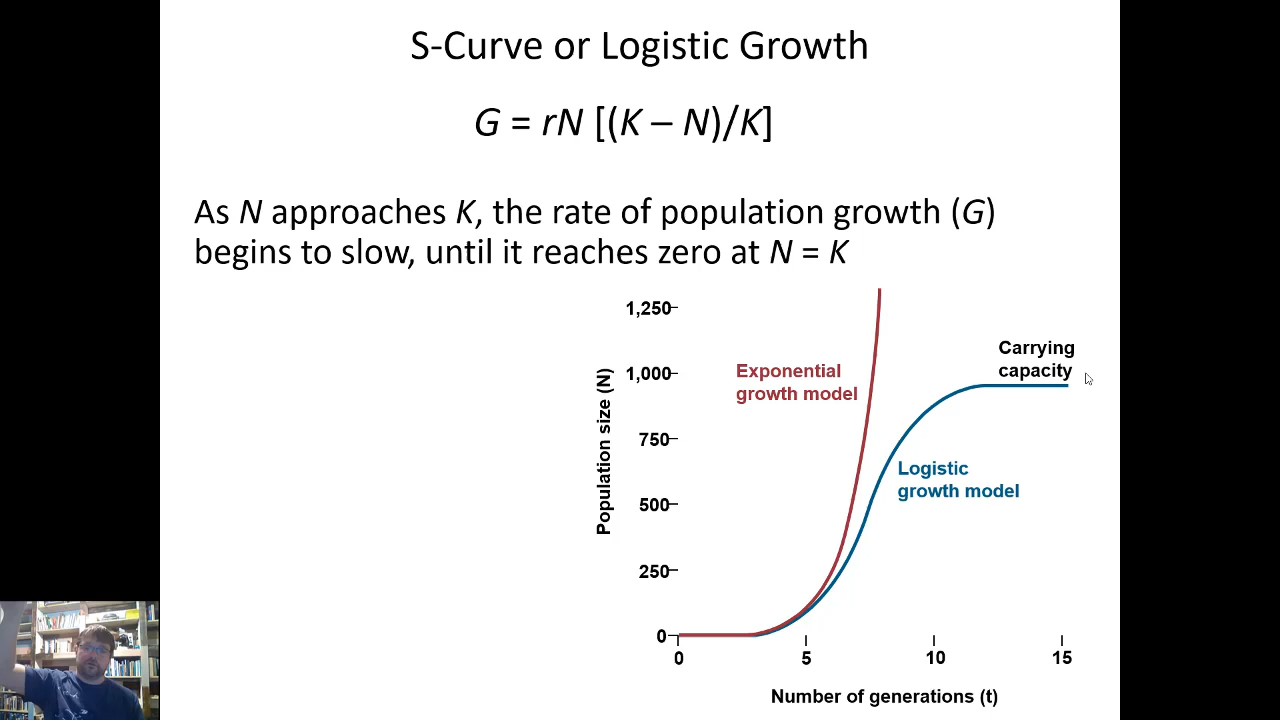 S-Curve or Logistic Growth
G = rN [(K – N)/K]
As N approaches K, the rate of population growth (G)
begins to slow, until it reaches zero at N = K
1,250
1,000
750
500
250
0
Population size (N)
Exponential
growth model
Carrying
capacity
Logistic
growth model
0 5 10 15
Number of generations (t)